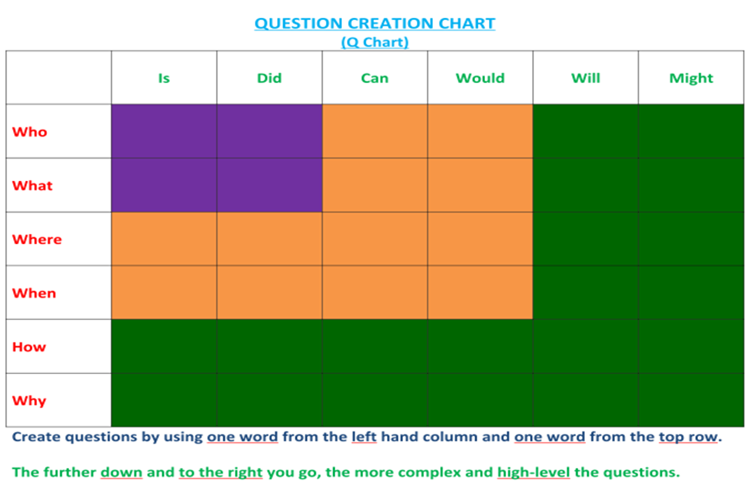 QUESTION CREATION CHART
(Q Chart)
Is Did Can Would Will Might
Who
What
Where
When
How
Why
Create questions by using one word from the left hand column and one word from the top row.
The further down and to the right you go, the more complex and high-level the questions.